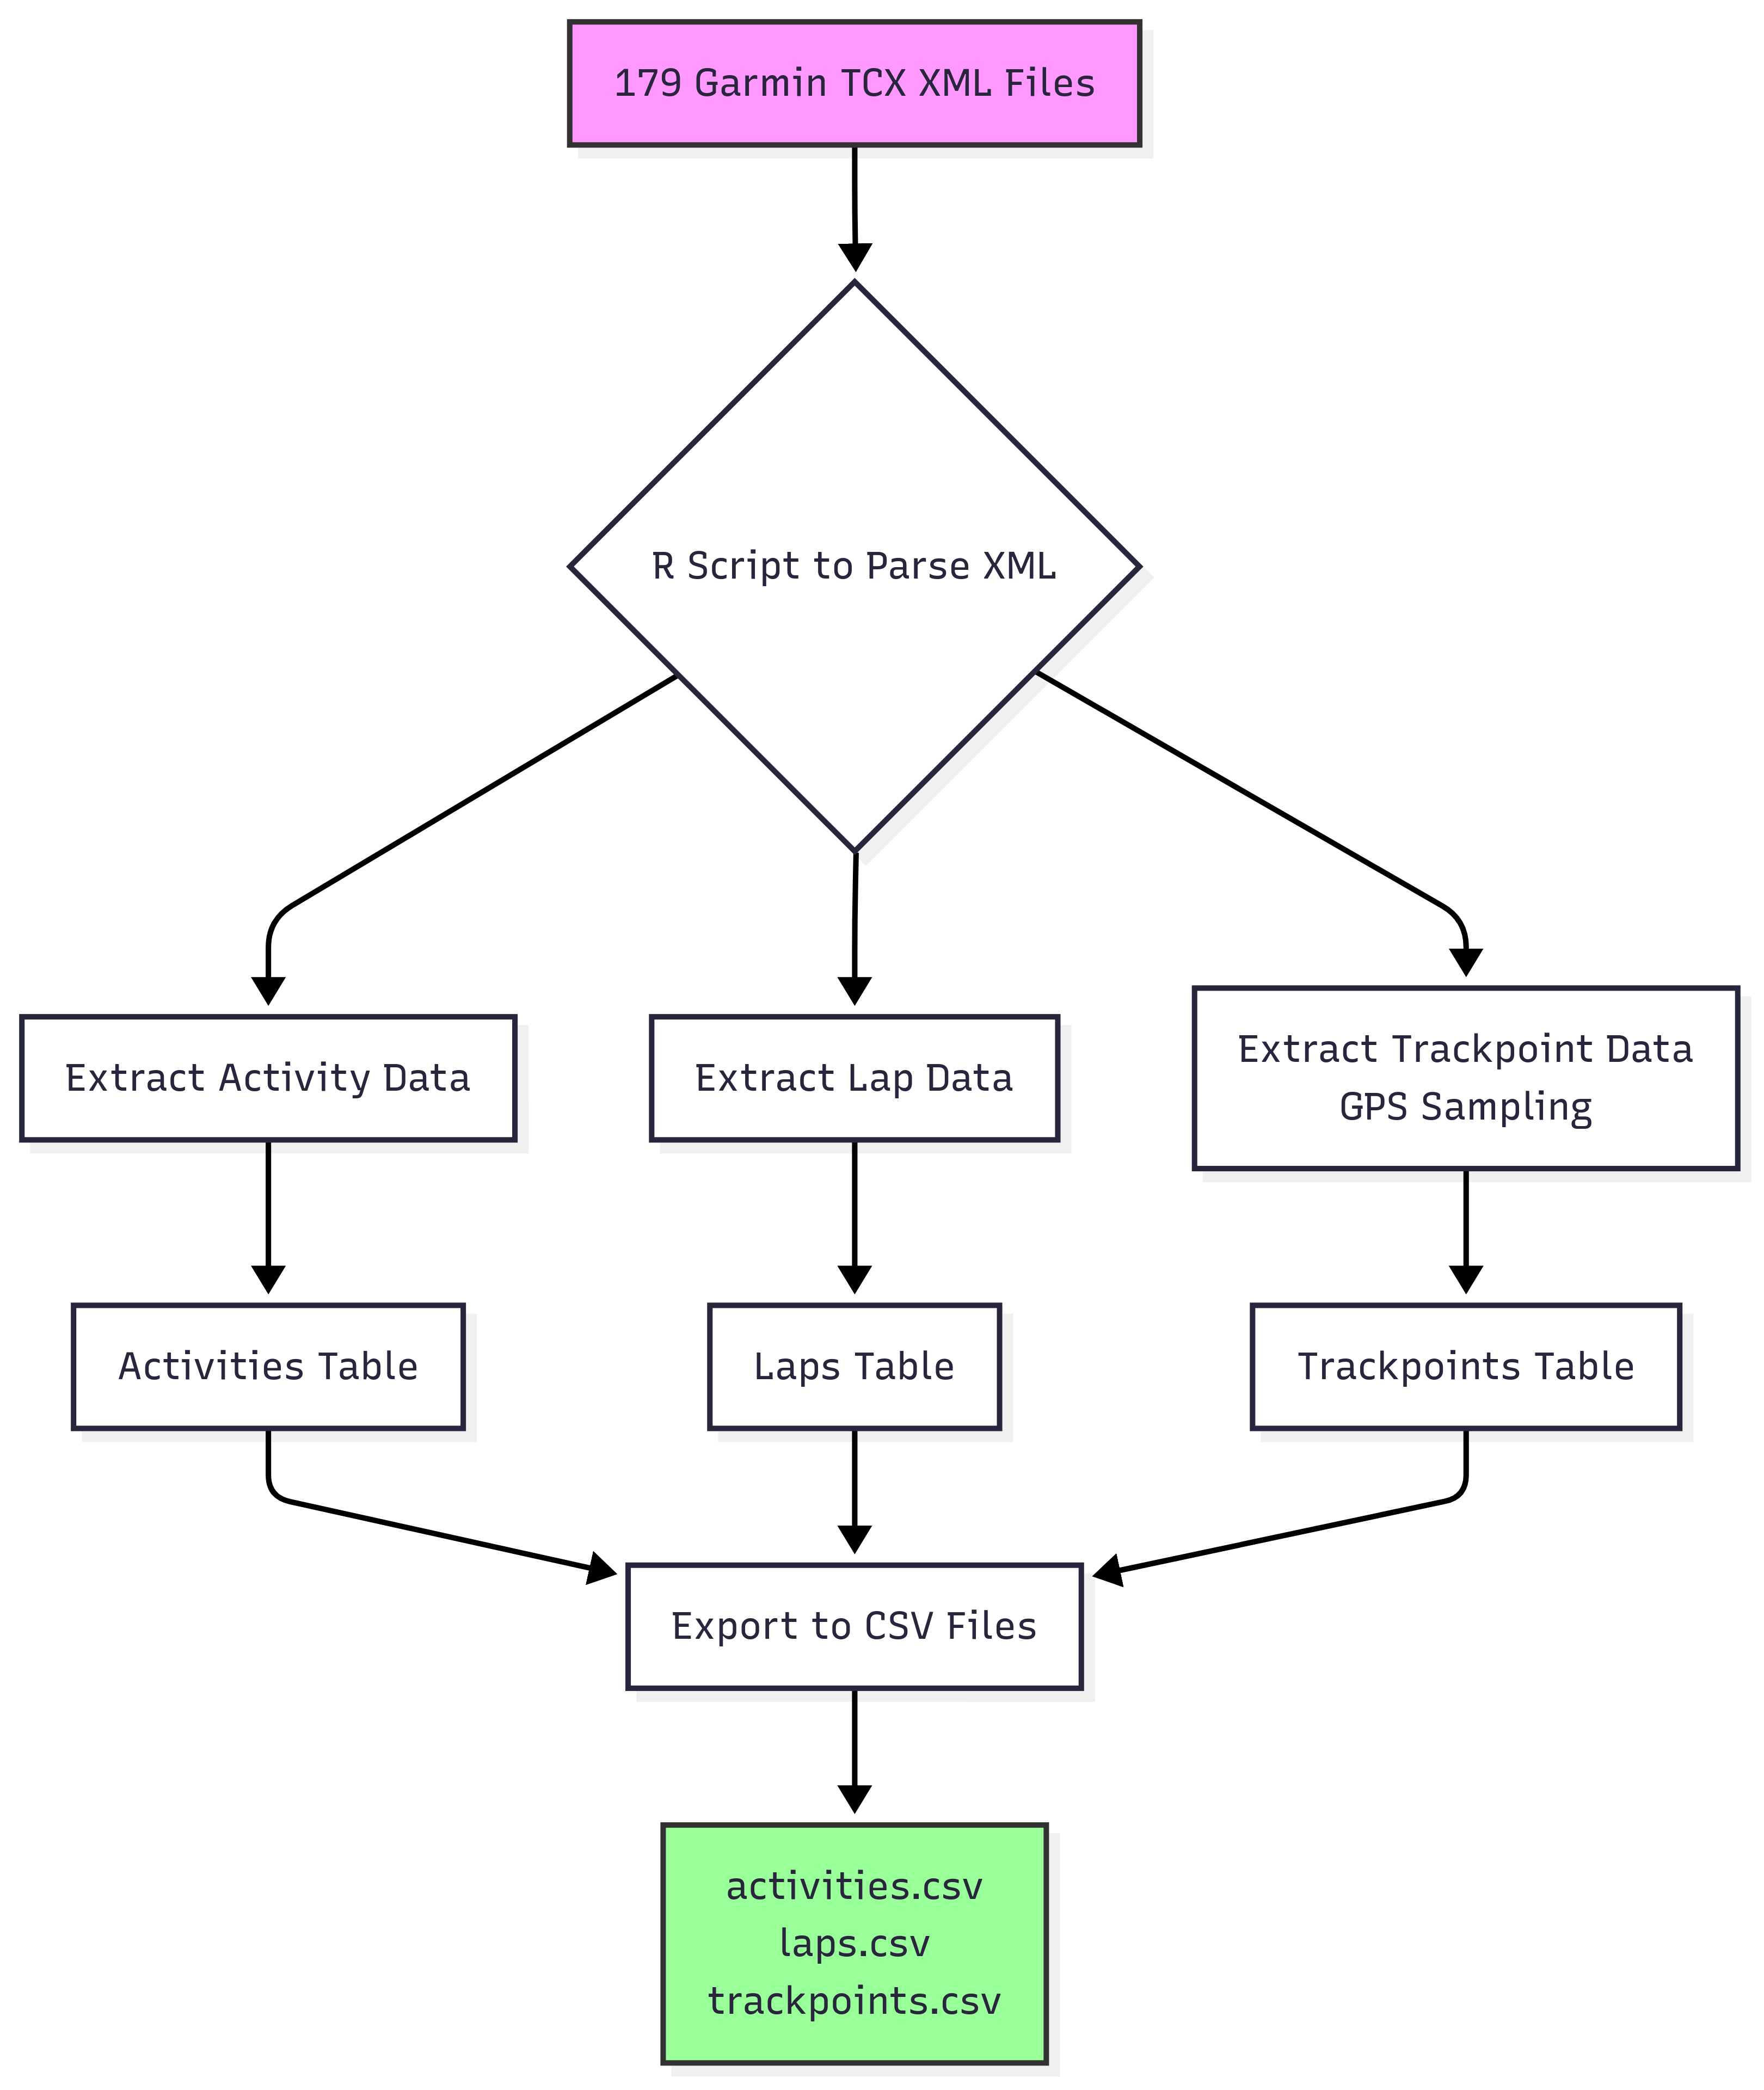 179 Garmin TCX XML Files
R Script to Parse XML
Extract Activity Data
Extract Lap Data
Extract Trackpoint Data
GPS Sampling
Activities Table
Laps Table
Trackpoints Table
Export to CSV Files
activities.csv
laps.csv
trackpoints.csv